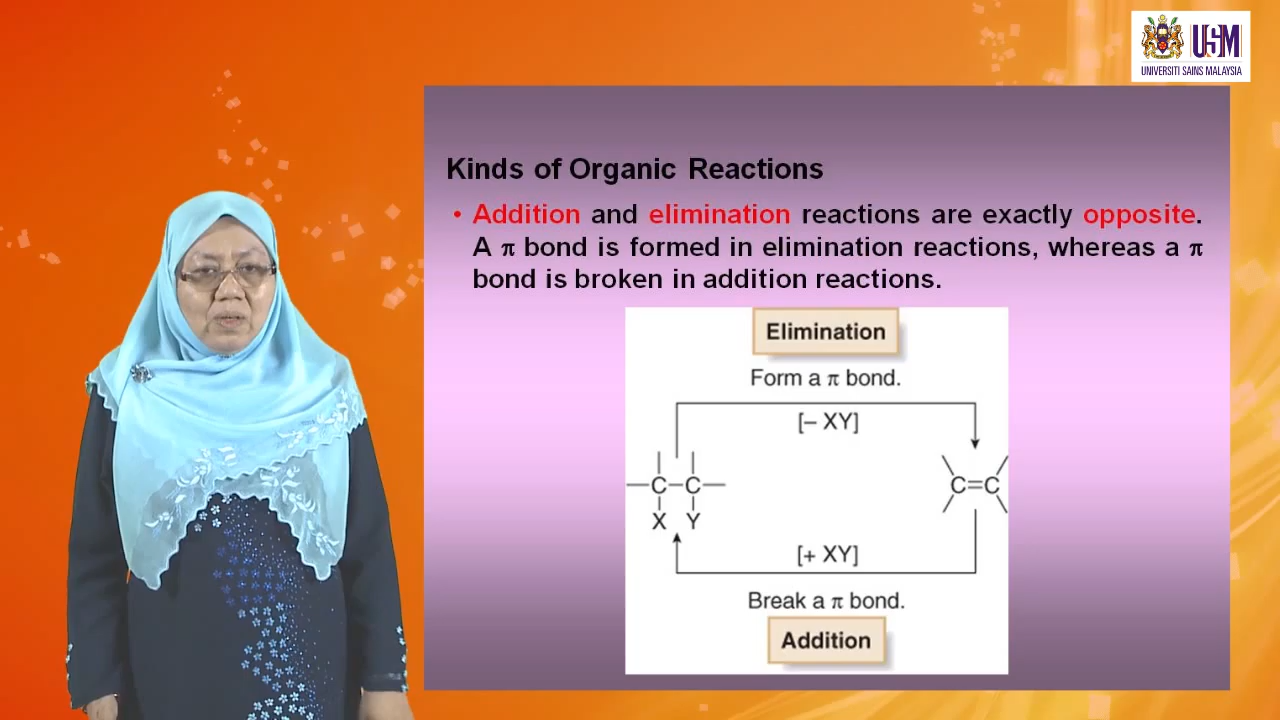 USM
UNIVERSITI SAINS MALAYSIA
Kinds of Organic Reactions
• Addition and elimination reactions are exactly opposite.
A π bond is formed in elimination reactions, whereas a π
bond is broken in addition reactions.
Elimination
Form a π bond.
[– XY]
C–C
C=C
X Y
[+ XY]
Break a π bond.
Addition